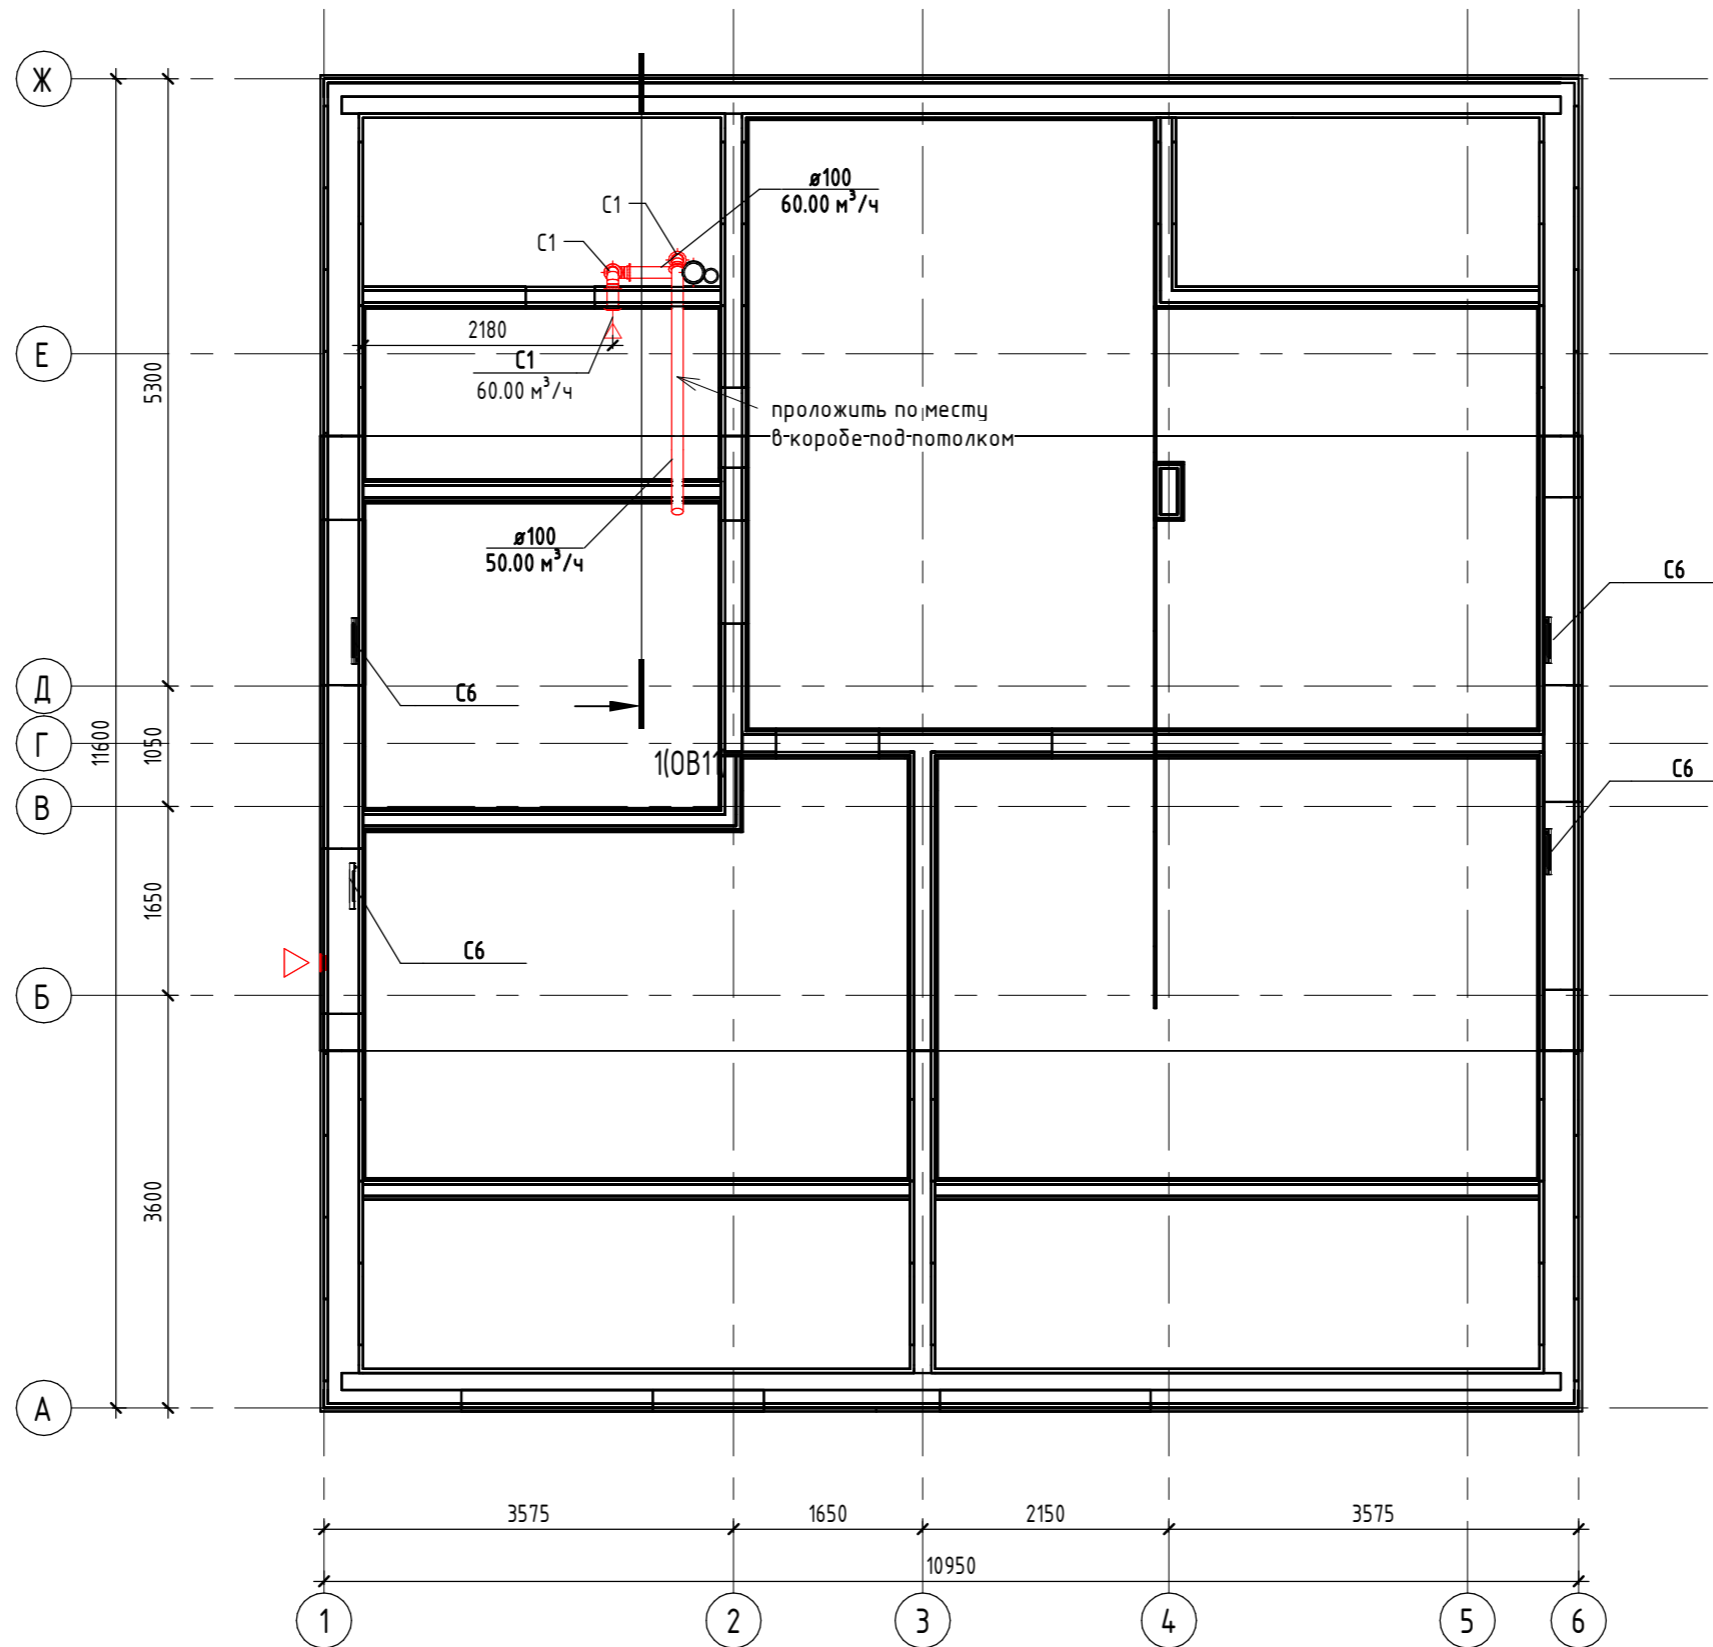 Ж
ø100
60.00 м³/ч
С1
С1
2180
Е
С1
60.00 м³/ч
5300
проложить по месту
в коробе под потолком
ø100
50.00 м³/ч
С6
Д
С6
11600
1050
Г
1(ОВ11)
С6
В
1650
С6
Б
3600
А
3575
1650
2150
3575
10950
1
2
3
4
5
6